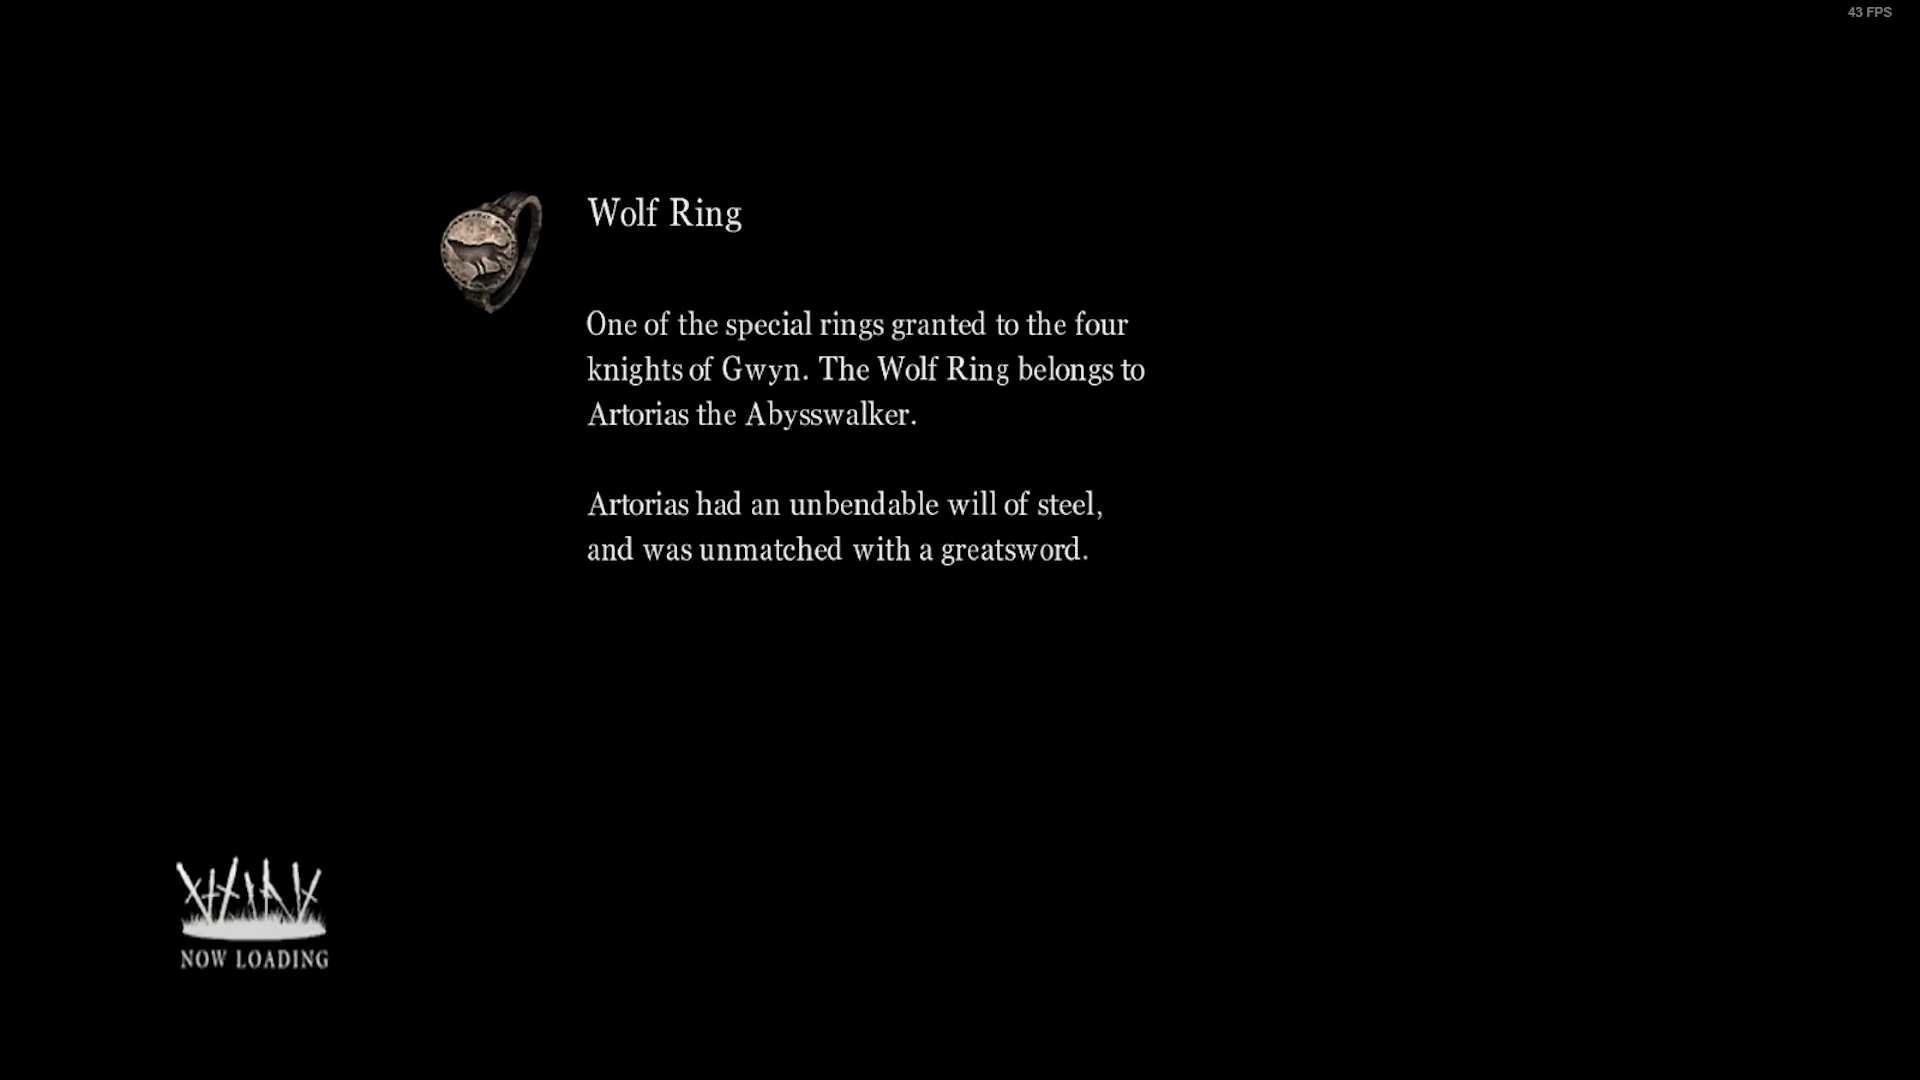 43 FPS
Wolf Ring
One of the special rings granted to the four
knights of Gwyn. The Wolf Ring belongs to
Artorias the Abysswalker.
Artorias had an unbendable will of steel,
and was unmatched with a greatsword.
NOW LOADING